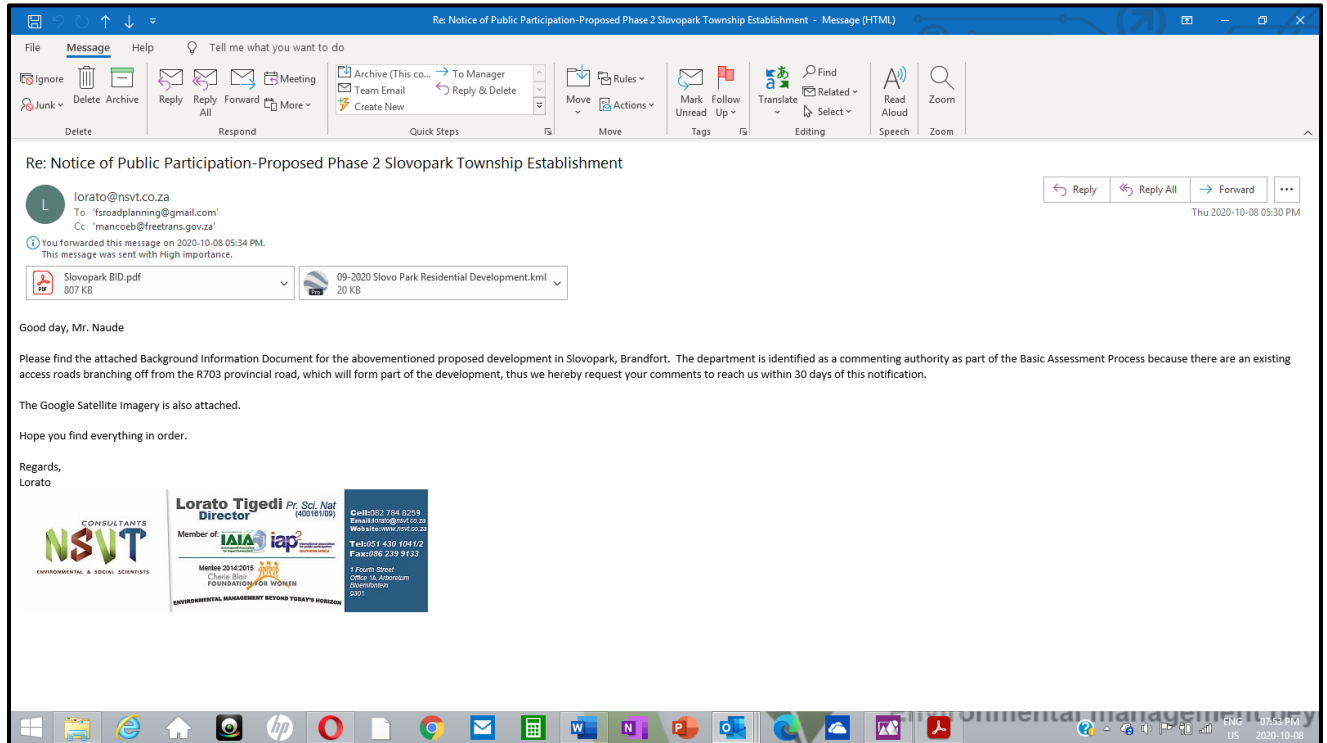 Re: Notice of Public Participation-Proposed Phase 2 Slovopark Township Establishment - Message (HTML)
File Message Help Tell me what you want to do
Ignore
Junk
Delete
Archive
Delete
Reply
Reply All
Forward
Meeting
More
Respond
Archive (This co...
To Manager
Team Email
Reply & Delete
Create New
Quick Steps
Move
Rules
Actions
Move
Mark Unread
Follow Up
Tags
Translate
Find
Related
Select
Editing
Read Aloud
Speech
Zoom
Zoom
Re: Notice of Public Participation-Proposed Phase 2 Slovopark Township Establishment
L
lorato@nsvt.co.za
To 'fsroadplanning@gmail.com'
Cc 'mancoeb@freetrans.gov.za'
Reply Reply All Forward
Thu 2020-10-08 05:30 PM
You forwarded this message on 2020-10-08 05:34 PM.
This message was sent with High importance.
Slovopark BID.pdf
807 KB
09-2020 Slovo Park Residential Development.kml
20 KB
Good day, Mr. Naude
Please find the attached Background Information Document for the abovementioned proposed development in Slovopark, Brandfort. The department is identified as a commenting authority as part of the Basic Assessment Process because there are an existing
access roads branching off from the R703 provincial road, which will form part of the development, thus we hereby request your comments to reach us within 30 days of this notification.
The Google Satellite Imagery is also attached.
Hope you find everything in order.
Regards,
Lorato
CONSULTANTS
NSVT
ENVIRONMENTAL & SOCIAL SCIENTISTS
Lorato Tigedi Pr. Sci. Nat
Director (400161/09)
Member of: IAIA iap2
Mentee 2014:2015
Cherie Blair
FOUNDATION FOR WOMEN
ENVIRONMENTAL MANAGEMENT BEYOND TODAY'S HORIZON
Cell:082 784 8259
Email:lorato@nsvt.co.za
Website:www.nsvt.co.za
Tel:051 430 1041/2
Fax:086 239 9133
1 Fourth Street
Office 1A, Arboretum
Bloemfontein
9301
ENG 07:53 PM
US 2020-10-08